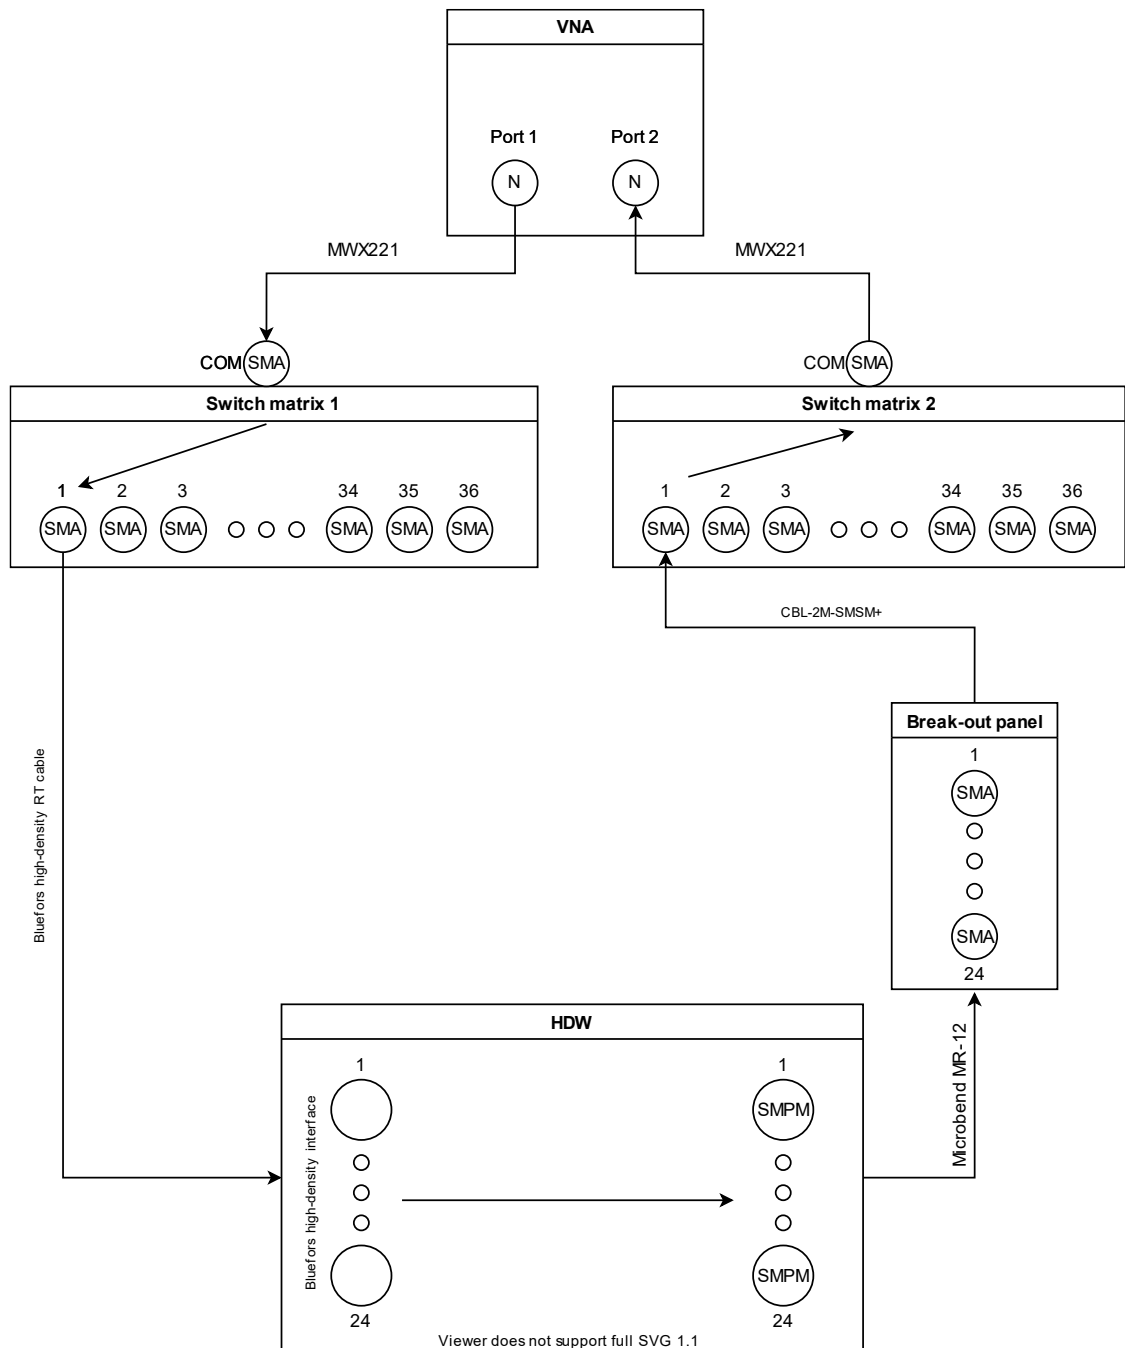 VNA
Port 1
Port 2
N
N
MWX221
MWX221
COM
SMA
COM
SMA
Switch matrix 1
Switch matrix 2
1
2
3
34
35
36
SMA
SMA
SMA
SMA
SMA
SMA
1
2
3
34
35
36
SMA
SMA
SMA
SMA
SMA
SMA
CBL-2M-SMSM+
Break-out panel
1
SMA
SMA
24
Bluefors high-density RT cable
Microbend MR-12
HDW
1
1
SMPM
Bluefors high-density interface
SMPM
24
24
Viewer does not support full SVG 1.1